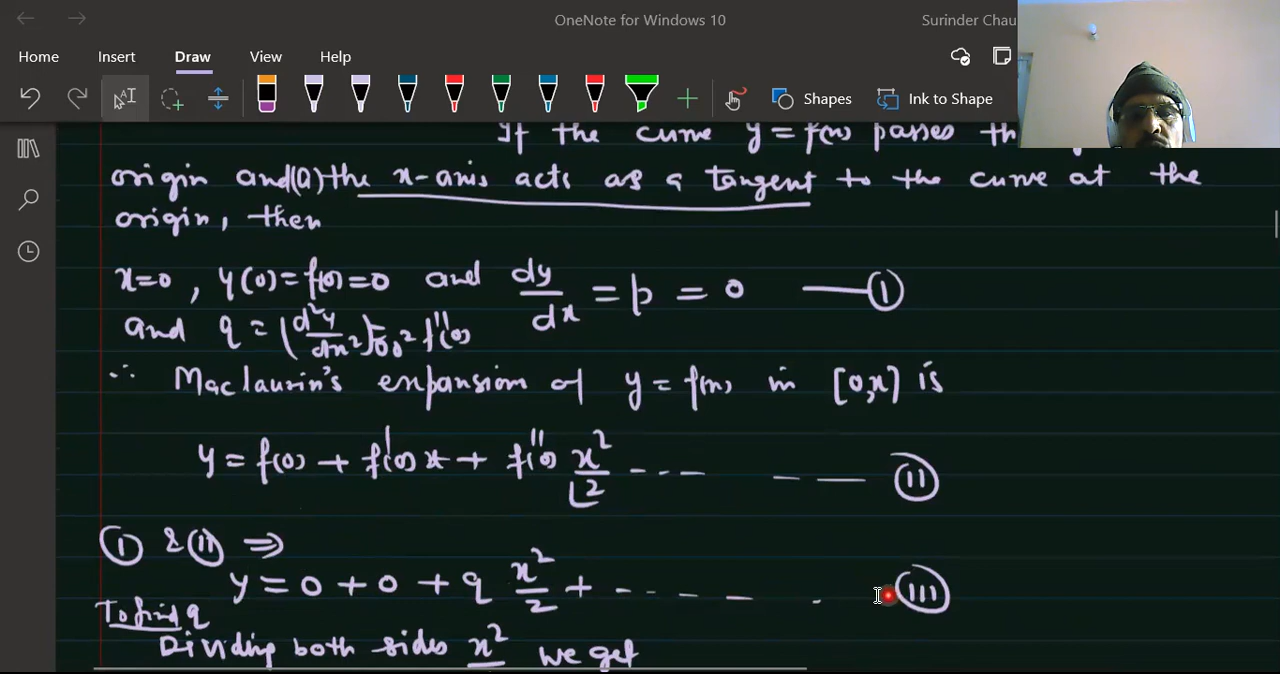 OneNote for Windows 10
Surinder Chau
Home Insert Draw View Help
Shapes Ink to Shape
If the curve y = f(x) passes th
origin and (a) the x-axis acts as a tangent to the curve at the
origin, then
x=0, y(0)=f(0)=0 and dy/dx = p = 0 —— (I)
and q = (d²y/dx²)₀,₀ = f''(0)
∴ Maclaurin's expansion of y = f(x) in [0,x] is
y = f(0) + f'(0) x + f''(0) x²/⌊2 ---- -- —— (II)
(I) & (II) ⇒
y = 0 + 0 + q x²/2 + ----- . (III)
To find q
Dividing both sides x² we get